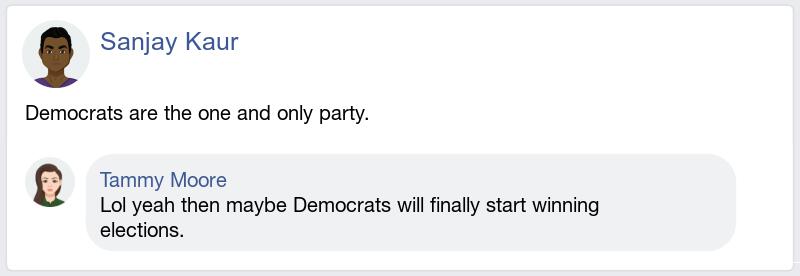 Sanjay Kaur
Democrats are the one and only party.
Tammy Moore
Lol yeah then maybe Democrats will finally start winning
elections.